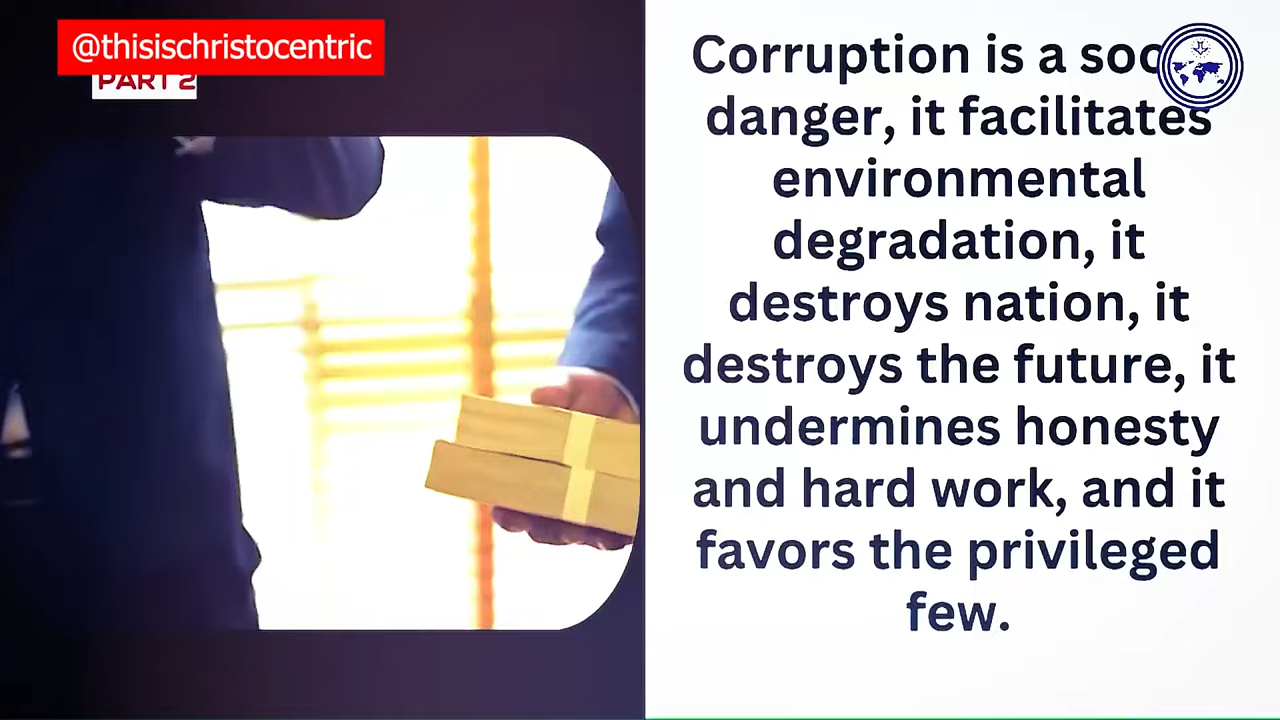 @thisischristocentric
PART 2
Corruption is a
danger, it facilitates
environmental
degradation, it
destroys nation, it
destroys the future, it
undermines honesty
and hard work, and it
favors the privileged
few.